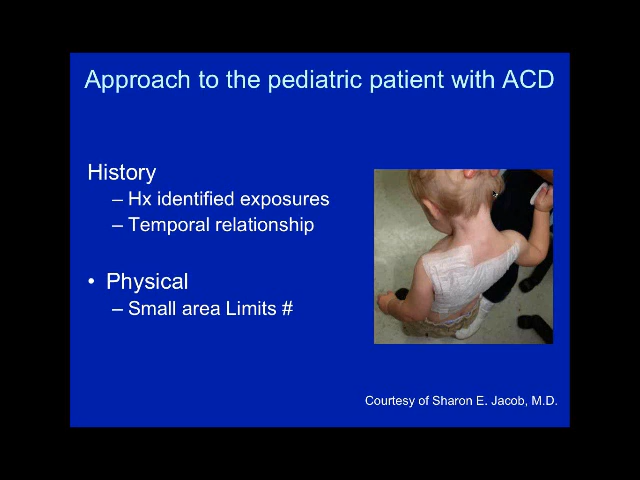 Approach to the pediatric patient with ACD
History
– Hx identified exposures
– Temporal relationship
• Physical
– Small area Limits #
Courtesy of Sharon E. Jacob, M.D.